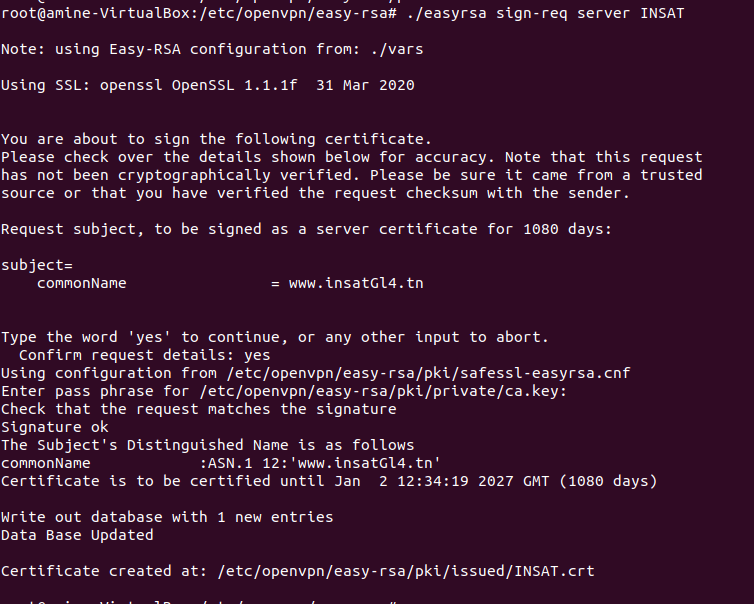 root@amine-VirtualBox:/etc/openvpn/easy-rsa# ./easyrsa sign-req server INSAT
Note: using Easy-RSA configuration from: ./vars
Using SSL: openssl OpenSSL 1.1.1f  31 Mar 2020
You are about to sign the following certificate.
Please check over the details shown below for accuracy. Note that this request
has not been cryptographically verified. Please be sure it came from a trusted
source or that you have verified the request checksum with the sender.
Request subject, to be signed as a server certificate for 1080 days:
subject=
    commonName                = www.insatGl4.tn
Type the word 'yes' to continue, or any other input to abort.
  Confirm request details: yes
Using configuration from /etc/openvpn/easy-rsa/pki/safessl-easyrsa.cnf
Enter pass phrase for /etc/openvpn/easy-rsa/pki/private/ca.key:
Check that the request matches the signature
Signature ok
The Subject's Distinguished Name is as follows
commonName            :ASN.1 12:'www.insatGl4.tn'
Certificate is to be certified until Jan  2 12:34:19 2027 GMT (1080 days)
Write out database with 1 new entries
Data Base Updated
Certificate created at: /etc/openvpn/easy-rsa/pki/issued/INSAT.crt